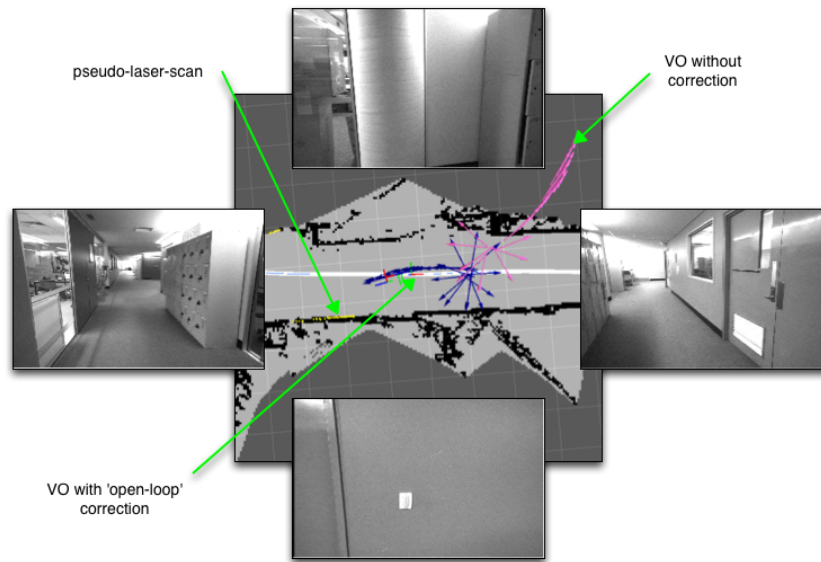 pseudo-laser-scan
VO without
correction
VO with 'open-loop'
correction